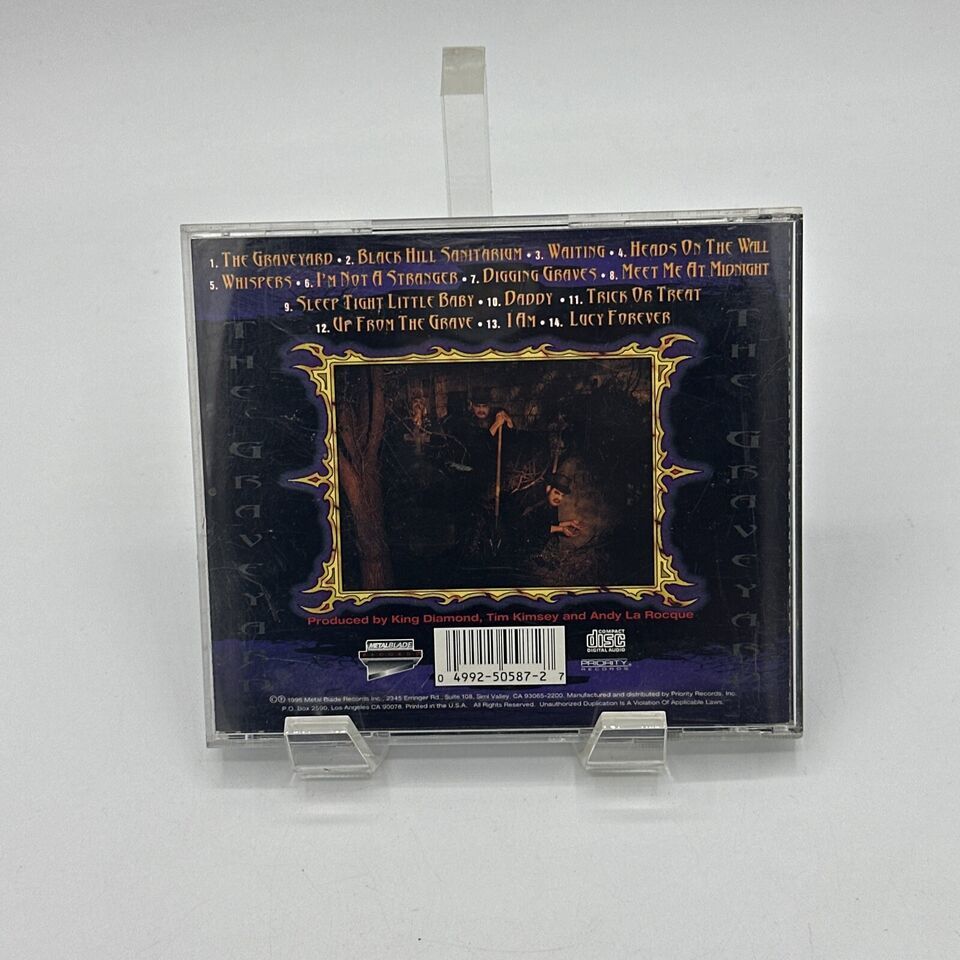 1. THE GRAVEYARD • 2. BLACK HILL SANITARIUM • 3. WAITING • 4. HEADS ON THE WALL
5. WHISPERS • 6. I'M NOT A STRANGER • 7. DIGGING GRAVES • 8. MEET ME AT MIDNIGHT
9. SLEEP TIGHT LITTLE BABY • 10. DADDY • 11. TRICK OR TREAT
12. UP FROM THE GRAVE • 13. I AM • 14. LUCY FOREVER
THE GRAVEYARD
THE GRAVEYARD
Produced by King Diamond, Tim Kimsey and Andy La Rocque
METAL BLADE
RECORDS
0 4992-50587-2 7
COMPACT
disc
DIGITAL AUDIO
PRIORITY
RECORDS
©℗ 1996 Metal Blade Records Inc., 2345 Erringer Rd., Suite 108, Simi Valley, CA 93065-2200. Manufactured and distributed by Priority Records, Inc.
P.O. Box 2590, Los Angeles CA 90078. Printed in the U.S.A. All Rights Reserved. Unauthorized Duplication Is A Violation Of Applicable Laws.